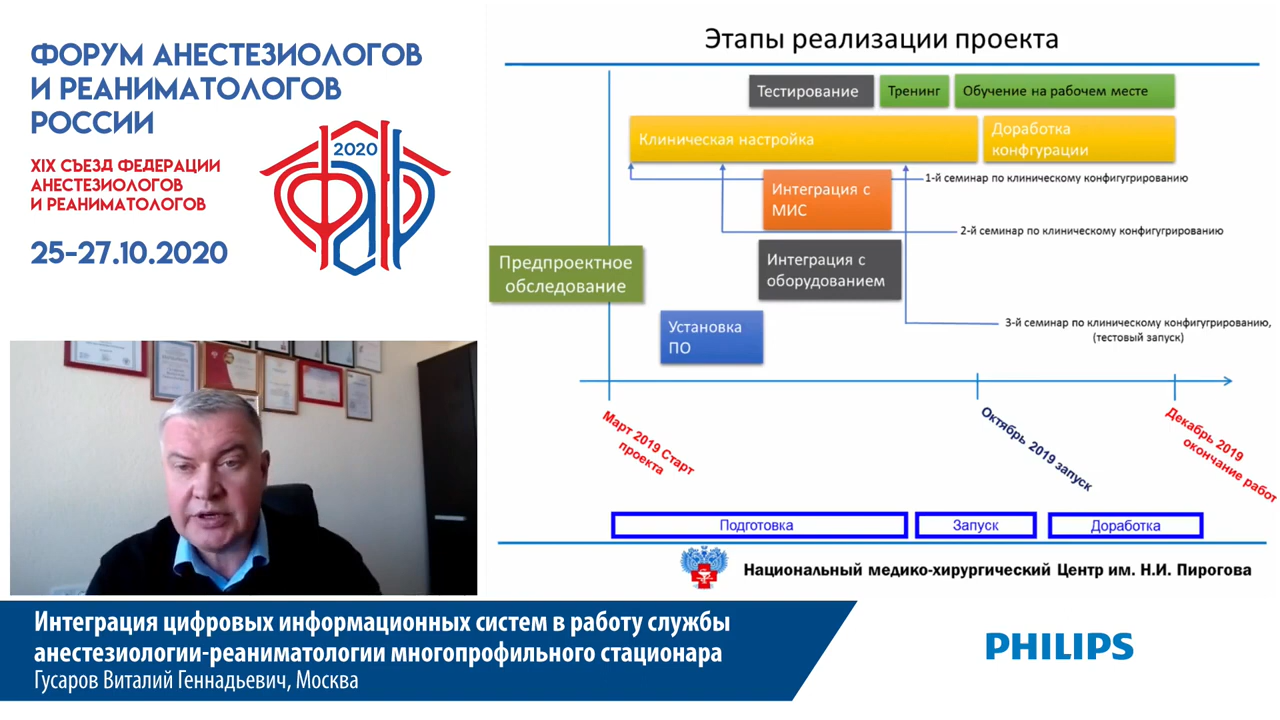 ФОРУМ АНЕСТЕЗИОЛОГОВ
И РЕАНИМАТОЛОГОВ
РОССИИ
XIX СЪЕЗД ФЕДЕРАЦИИ
АНЕСТЕЗИОЛОГОВ
И РЕАНИМАТОЛОГОВ
25-27.10.2020
2020
ФАР
Этапы реализации проекта
Тестирование
Тренинг
Обучение на рабочем месте
Клиническая настройка
Доработка
конфгурации
1-й семинар по клиническому конфигугрированию
Интеграция с
МИС
2-й семинар по клиническому конфигугрированию
Предпроектное
обследование
Интеграция с
оборудованием
Установка
ПО
3-й семинар по клиническому конфигугрированию,
(тестовый запуск)
Март 2019 Старт
проекта
Октябрь 2019 запуск
Декабрь 2019
окончание работ
Подготовка
Запуск
Доработка
Национальный медико-хирургический Центр им. Н.И. Пирогова
Интеграция цифровых информационных систем в работу службы
анестезиологии-реаниматологии многопрофильного стационара
Гусаров Виталий Геннадьевич, Москва
PHILIPS